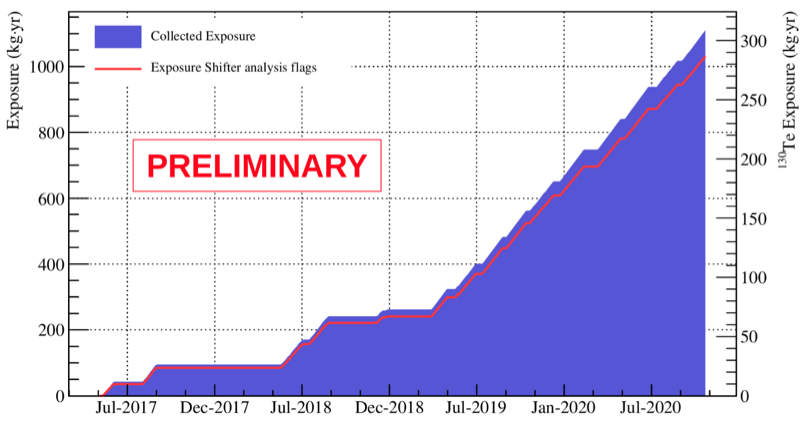 Collected Exposure
Exposure Shifter analysis flags
PRELIMINARY
Exposure (kg·yr)
1000
800
600
400
200
0
¹³⁰Te Exposure (kg·yr)
300
250
200
150
100
50
0
Jul-2017 Dec-2017 Jul-2018 Dec-2018 Jul-2019 Jan-2020 Jul-2020